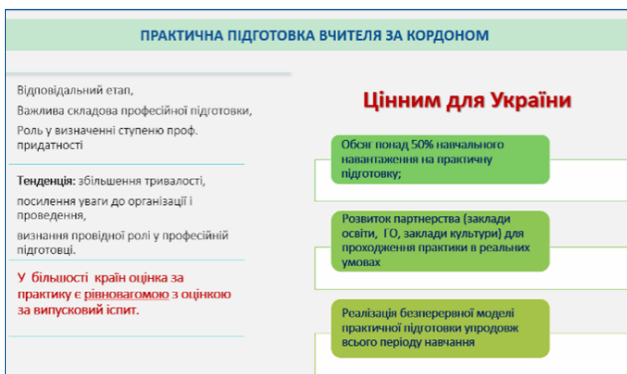 ПРАКТИЧНА ПІДГОТОВКА ВЧИТЕЛЯ ЗА КОРДОНОМ
Відповідальний етап,
Важлива складова професійної підготовки,
Роль у визначенні ступеню проф.
придатності
Тенденція: збільшення тривалості,
посилення уваги до організації і
проведення,
визнання провідної ролі у професійній
підготовці.
У більшості країн оцінка за
практику є рівновагомою з оцінкою
за випусковий іспит.
Цінним для України
Обсяг понад 50% навчального
навантаження на практичну
підготовку;
Розвиток партнерства (заклади
освіти, ГО, заклади культури) для
проходження практики в реальних
умовах
Реалізація безперервної моделі
практичної підготовки упродовж
всього періоду навчання